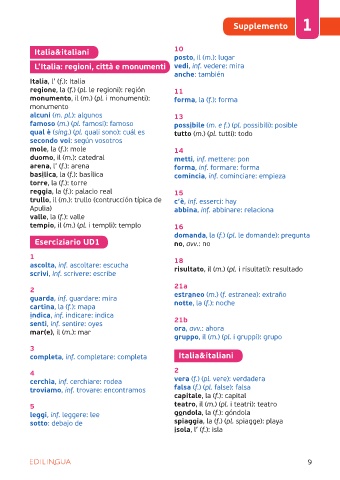 Supplemento 1
Italia&italiani
L'Italia: regioni, città e monumenti
Italia, l' (f.): Italia
regione, la (f.) (pl. le regioni): región
monumento, il (m.) (pl. i monumenti):
monumento
alcuni (m. pl.): algunos
famoso (m.) (pl. famosi): famoso
qual è (sing.) (pl. quali sono): cuál es
secondo voi: según vosotros
mole, la (f.): mole
duomo, il (m.): catedral
arena, l' (f.): arena
basilica, la (f.): basílica
torre, la (f.): torre
reggia, la (f.): palacio real
trullo, il (m.): trullo (contrucción típica de
Apulia)
valle, la (f.): valle
tempio, il (m.) (pl. i templi): templo
Eserciziario UD1
1
ascolta, inf. ascoltare: escucha
scrivi, inf. scrivere: escribe
2
guarda, inf. guardare: mira
cartina, la (f.): mapa
indica, inf. indicare: indica
senti, inf. sentire: oyes
mar(e), il (m.): mar
3
completa, inf. completare: completa
4
cerchia, inf. cerchiare: rodea
troviamo, inf. trovare: encontramos
5
leggi, inf. leggere: lee
sotto: debajo de
10
posto, il (m.): lugar
vedi, inf. vedere: mira
anche: también
11
forma, la (f.): forma
13
possibile (m. e f.) (pl. possibili): posible
tutto (m.) (pl. tutti): todo
14
metti, inf. mettere: pon
forma, inf. formare: forma
comincia, inf. cominciare: empieza
15
c'è, inf. esserci: hay
abbina, inf. abbinare: relaciona
16
domanda, la (f.) (pl. le domande): pregunta
no, avv.: no
18
risultato, il (m.) (pl. i risultati): resultado
21a
estraneo (m.) (f. estranea): extraño
notte, la (f.): noche
21b
ora, avv.: ahora
gruppo, il (m.) (pl. i gruppi): grupo
Italia&italiani
2
vera (f.) (pl. vere): verdadera
falsa (f.) (pl. false): falsa
capitale, la (f.): capital
teatro, il (m.) (pl. i teatri): teatro
gondola, la (f.): góndola
spiaggia, la (f.) (pl. spiagge): playa
isola, l' (f.): isla
EDILINGUA
9